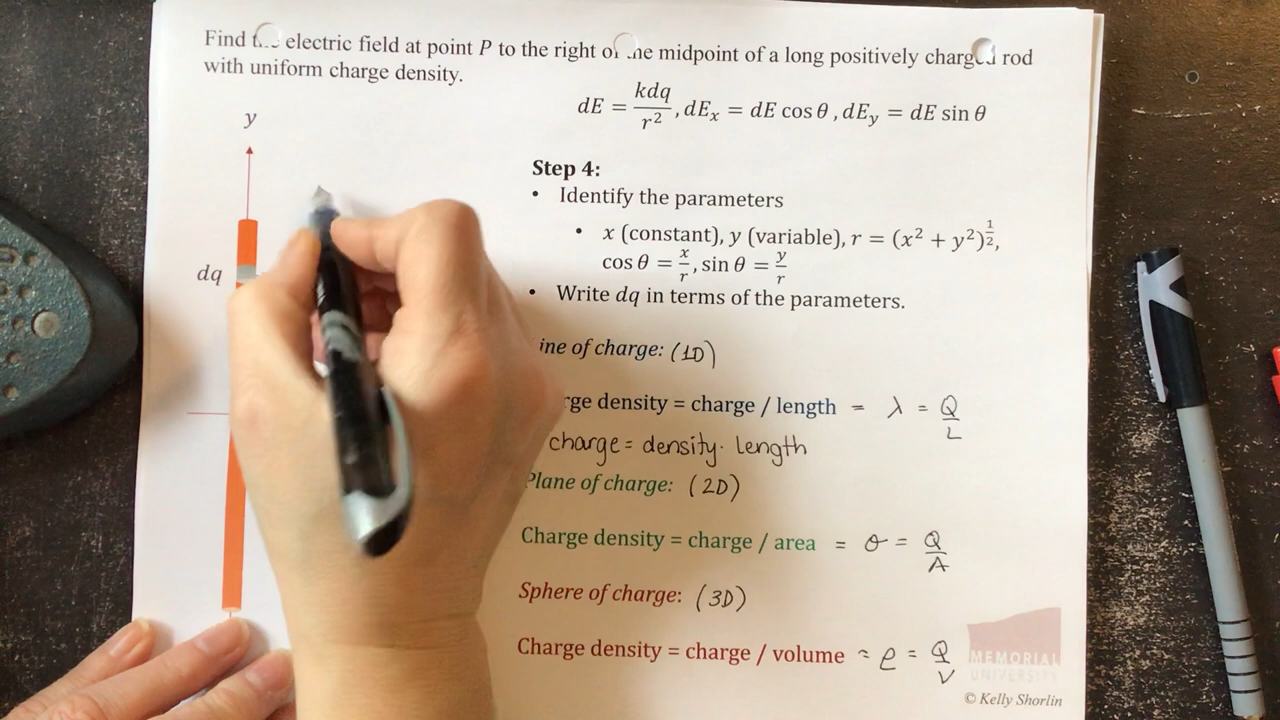 Find electric field at point P to the right midpoint of a long positively charged rod
with uniform charge density.
dE = kdq/r², dEₓ = dE cos θ , dEᵧ = dE sin θ
y
Step 4:
• Identify the parameters
• x (constant), y (variable), r = (x² + y²)^½,
cos θ = x/r, sin θ = y/r
dq
• Write dq in terms of the parameters.
of charge: (1D)
density = charge / length = λ = Q/L
charge = density · length
Plane of charge: (2D)
Charge density = charge / area = σ = Q/A
Sphere of charge: (3D)
Charge density = charge / volume = ρ = Q/V
MEMORIAL
UNIVERSITY
© Kelly Shorlin